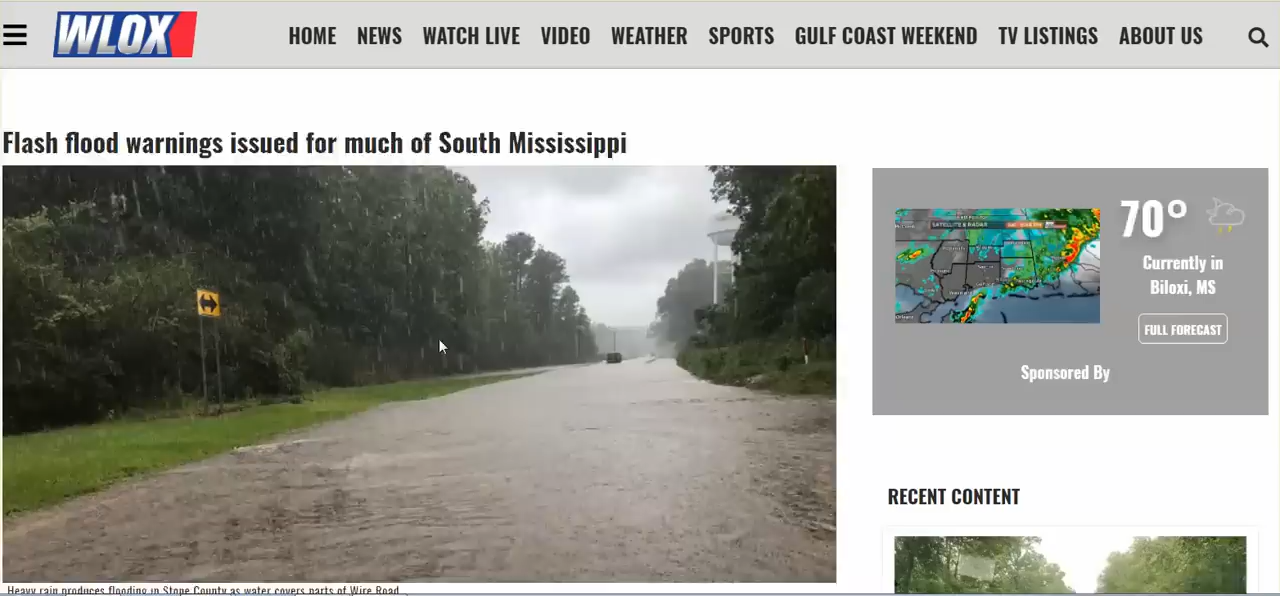 WLOX
HOME NEWS WATCH LIVE VIDEO WEATHER SPORTS GULF COAST WEEKEND TV LISTINGS ABOUT US
Flash flood warnings issued for much of South Mississippi
SATELLITE & RADAR
70°
Currently in
Biloxi, MS
FULL FORECAST
Sponsored By
RECENT CONTENT
Heavy rain produces flooding in Stone County as water covers parts of Wire Road.